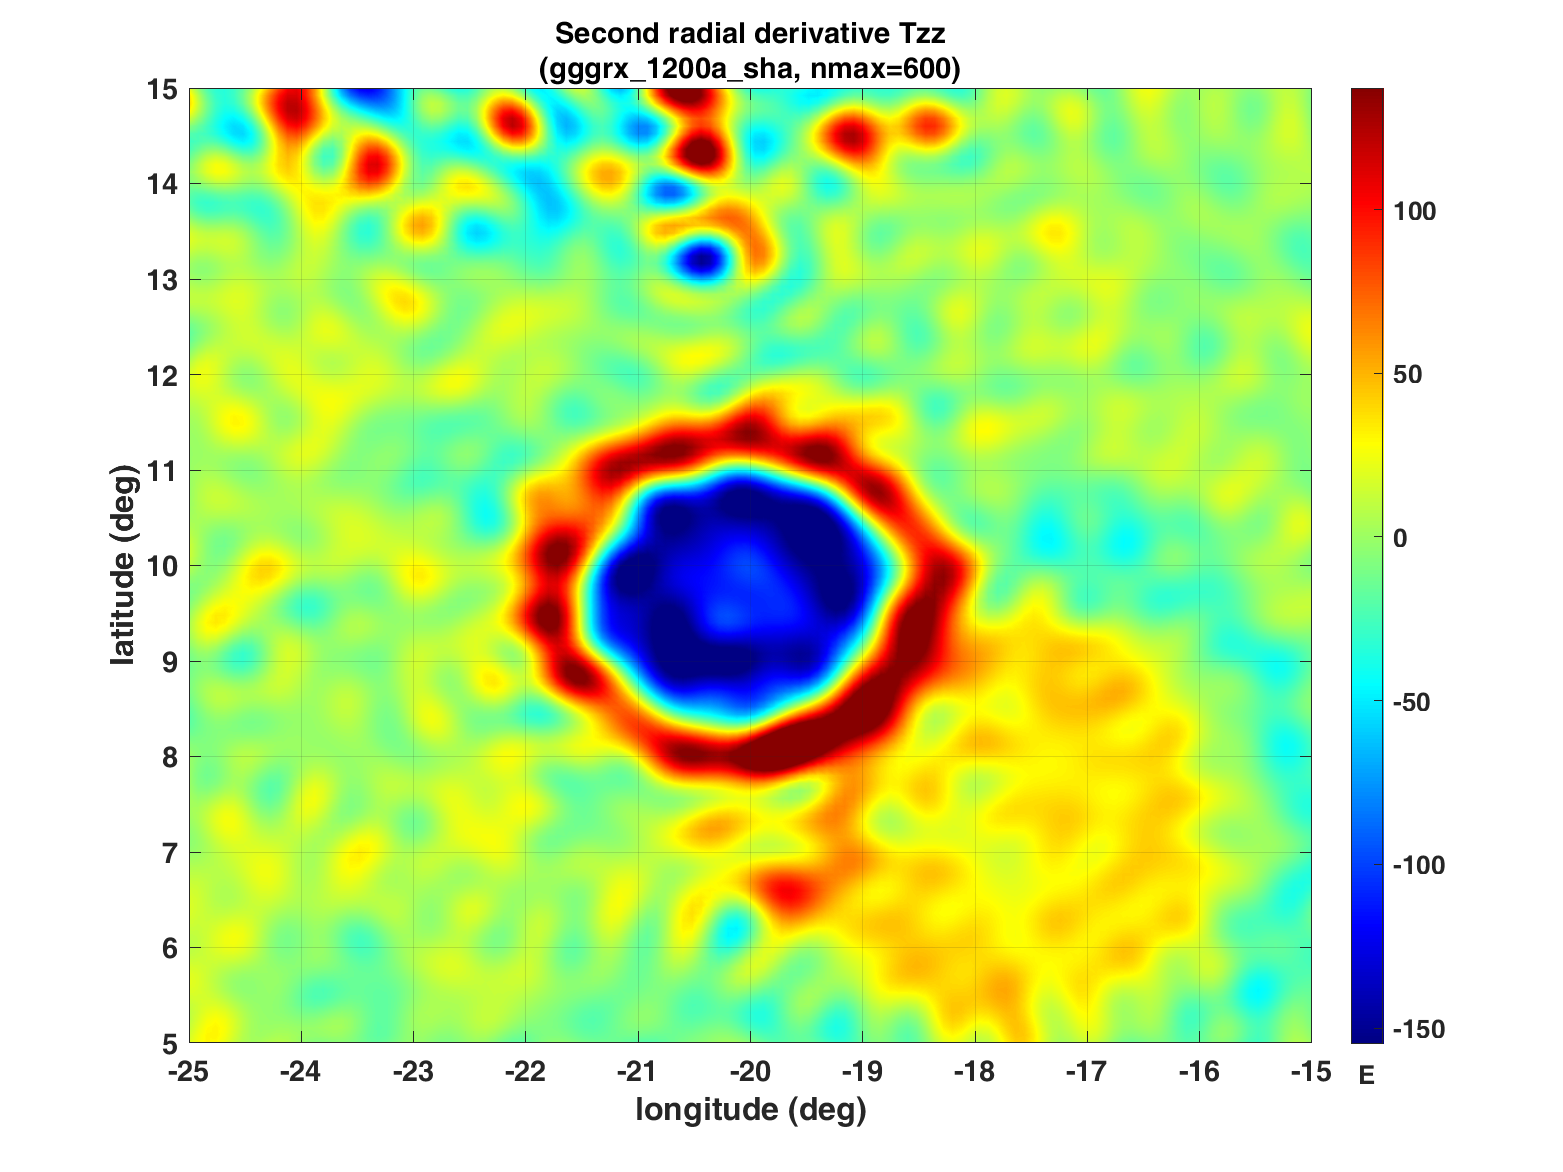 Second radial derivative Tzz
(gggrx_1200a_sha, nmax=600)
latitude (deg)
15
14
13
12
11
10
9
8
7
6
5
-25 -24 -23 -22 -21 -20 -19 -18 -17 -16 -15
longitude (deg)
100
50
0
-50
-100
-150
E